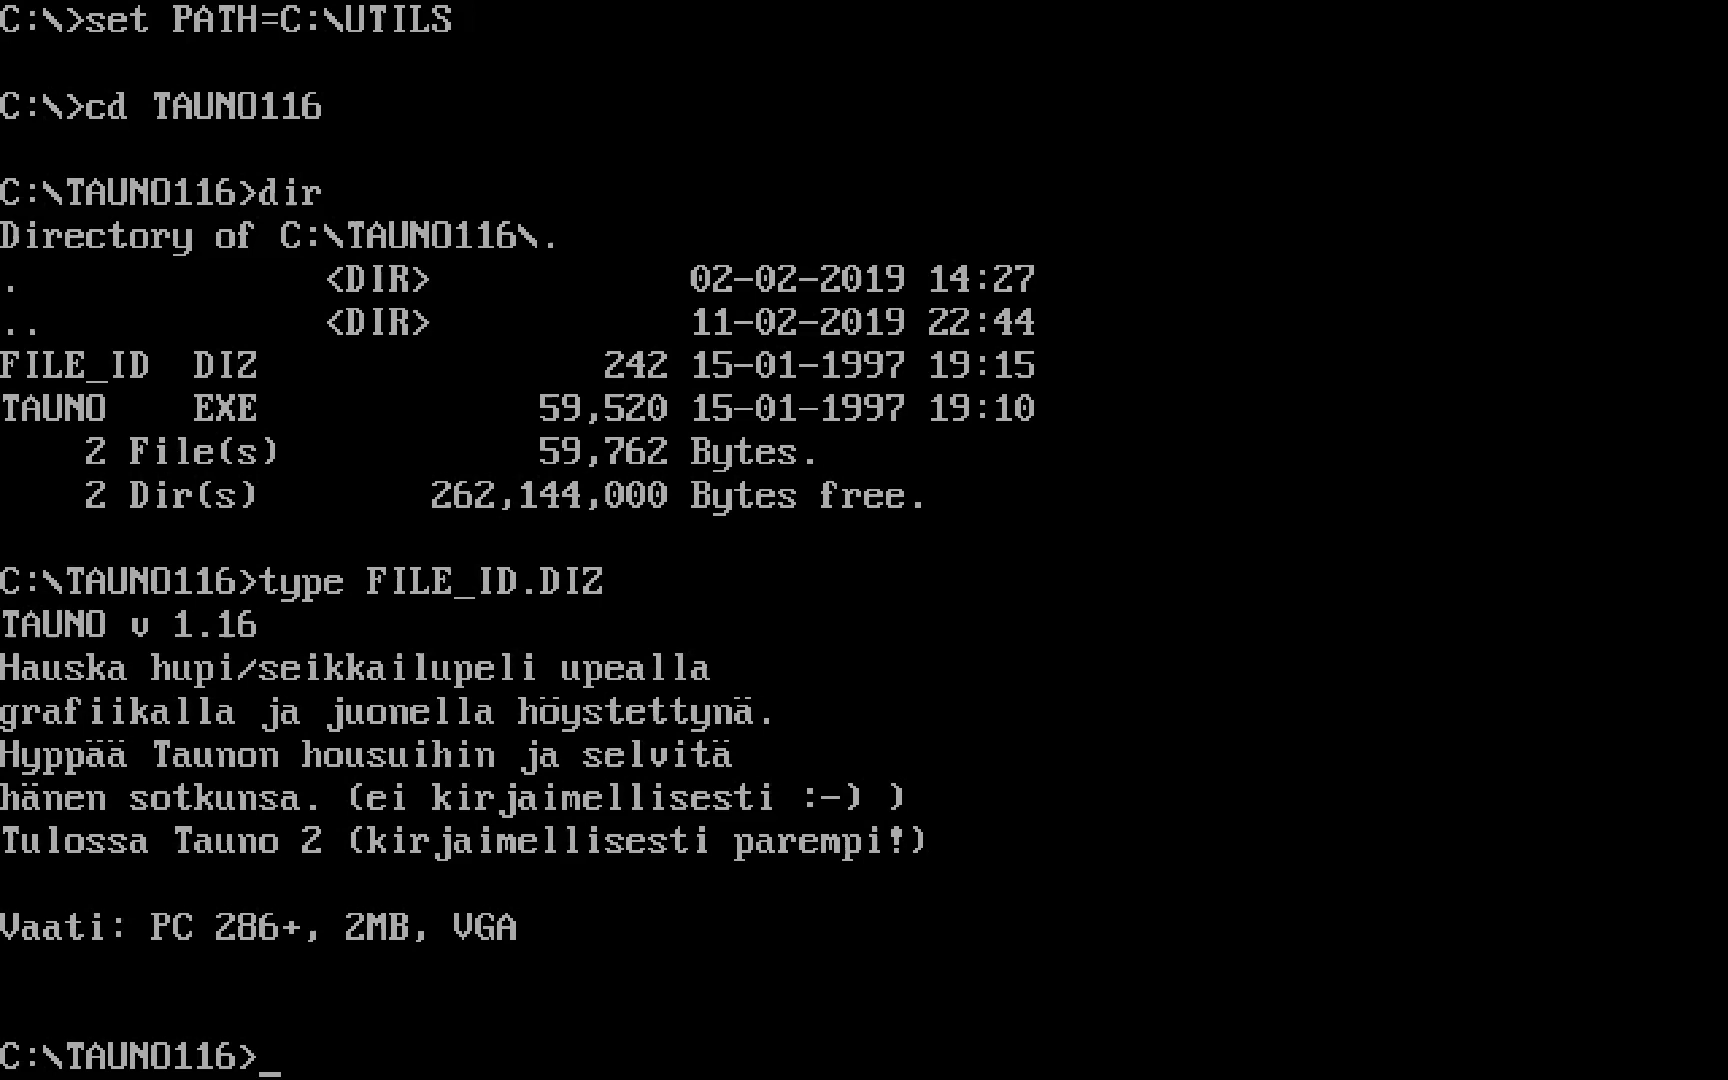 C:\>set PATH=C:\UTILS
C:\>cd TAUNO116
C:\TAUNO116>dir
Directory of C:\TAUNO116\.
. <DIR> 02-02-2019 14:27
.. <DIR> 11-02-2019 22:44
FILE_ID DIZ 242 15-01-1997 19:15
TAUNO EXE 59,520 15-01-1997 19:10
2 File(s) 59,762 Bytes.
2 Dir(s) 262,144,000 Bytes free.
C:\TAUNO116>type FILE_ID.DIZ
TAUNO v 1.16
Hauska hupi/seikkailupeli upealla
grafiikalla ja juonella höystettynä.
Hyppää Taunon housuihin ja selvitä
hänen sotkunsa. (ei kirjaimellisesti :-) )
Tulossa Tauno 2 (kirjaimellisesti parempi!)
Vaati: PC 286+, 2MB, VGA
C:\TAUNO116>_